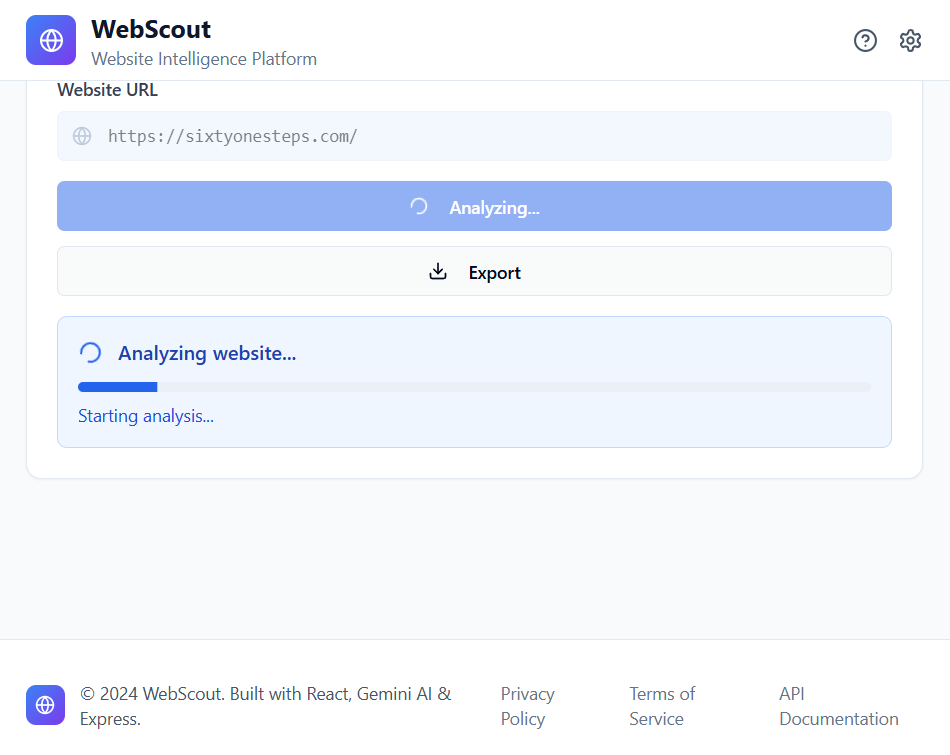 WebScout
Website Intelligence Platform
Website URL
https://sixtyonesteps.com/
Analyzing...
Export
Analyzing website...
Starting analysis...
© 2024 WebScout. Built with React, Gemini AI &
Express.
Privacy
Policy
Terms of
Service
API
Documentation